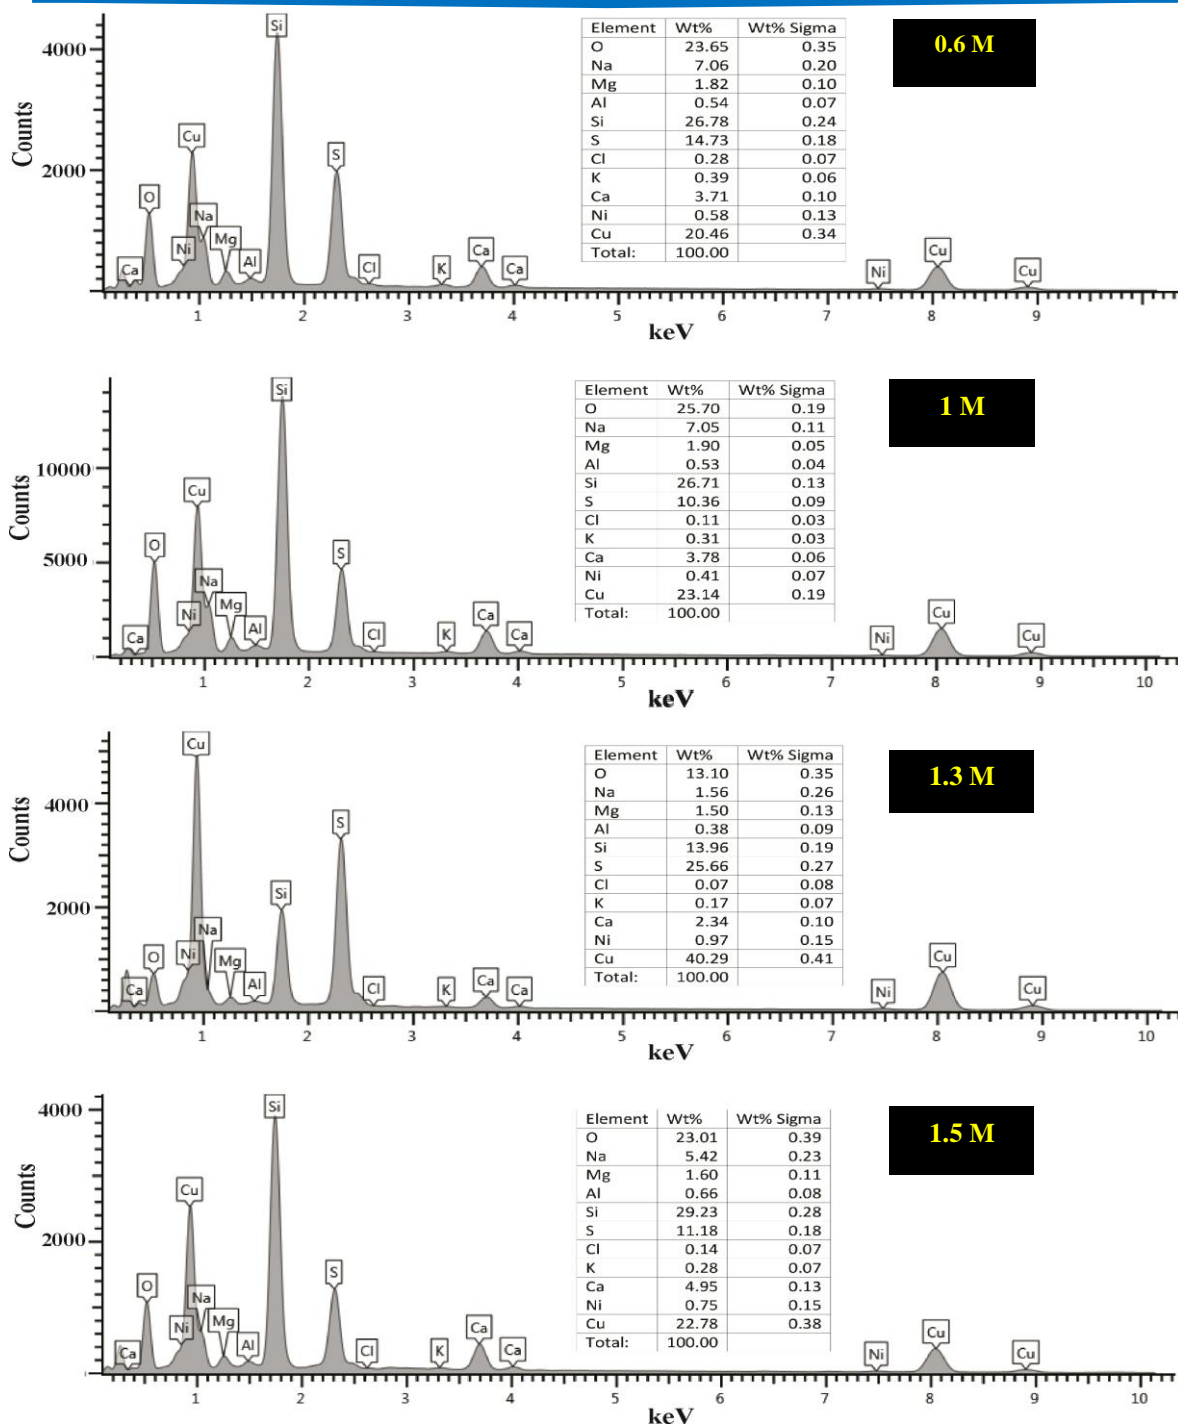 0.6 M
Element Wt% Wt% Sigma
O 23.65 0.35
Na 7.06 0.20
Mg 1.82 0.10
Al 0.54 0.07
Si 26.78 0.24
S 14.73 0.18
Cl 0.28 0.07
K 0.39 0.06
Ca 3.71 0.10
Ni 0.58 0.13
Cu 20.46 0.34
Total: 100.00
Counts
4000
2000
Ca O Ni Cu Na Mg Al Si S Cl K Ca Ca Ni Cu Cu
1 2 3 4 5 6 7 8 9
keV
1 M
Element Wt% Wt% Sigma
O 25.70 0.19
Na 7.05 0.11
Mg 1.90 0.05
Al 0.53 0.04
Si 26.71 0.13
S 10.36 0.09
Cl 0.11 0.03
K 0.31 0.03
Ca 3.78 0.06
Ni 0.41 0.07
Cu 23.14 0.19
Total: 100.00
Counts
10000
5000
Ca O Ni Cu Na Mg Al Si S Cl K Ca Ca Ni Cu Cu
1 2 3 4 5 6 7 8 9 10
keV
1.3 M
Element Wt% Wt% Sigma
O 13.10 0.35
Na 1.56 0.26
Mg 1.50 0.13
Al 0.38 0.09
Si 13.96 0.19
S 25.66 0.27
Cl 0.07 0.08
K 0.17 0.07
Ca 2.34 0.10
Ni 0.97 0.15
Cu 40.29 0.41
Total: 100.00
Counts
4000
2000
Ca O Ni Cu Na Mg Al Si S Cl K Ca Ca Ni Cu Cu
1 2 3 4 5 6 7 8 9 10
keV
1.5 M
Element Wt% Wt% Sigma
O 23.01 0.39
Na 5.42 0.23
Mg 1.60 0.11
Al 0.66 0.08
Si 29.23 0.28
S 11.18 0.18
Cl 0.14 0.07
K 0.28 0.07
Ca 4.95 0.13
Ni 0.75 0.15
Cu 22.78 0.38
Total: 100.00
Counts
4000
2000
Ca O Ni Cu Na Mg Al Si S Cl K Ca Ca Ni Cu Cu
1 2 3 4 5 6 7 8 9 10
keV